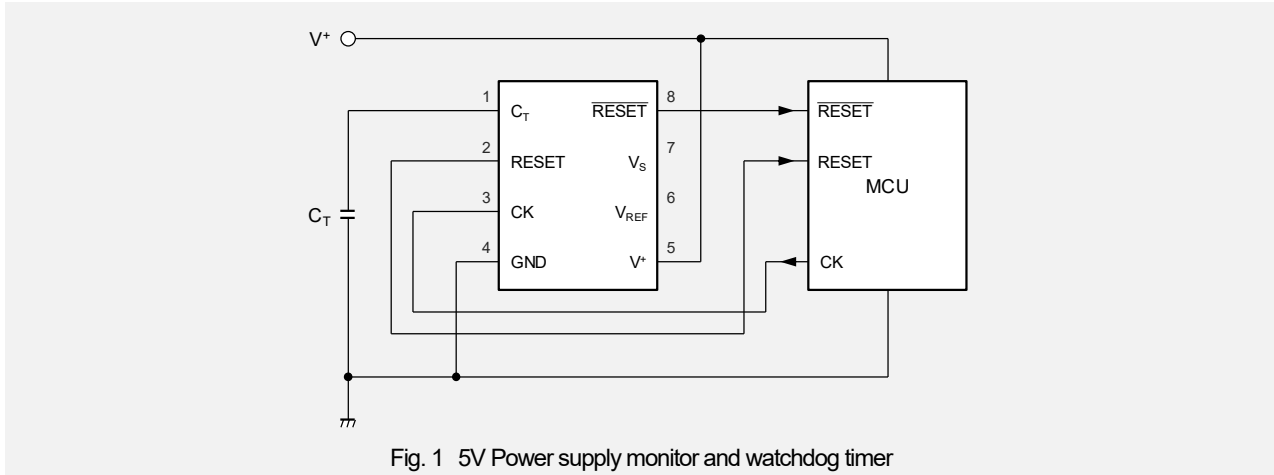 V⁺
1
C_T
RESET
8
RESET
2
RESET
V_S
7
RESET
MCU
C_T
3
CK
V_REF
6
4
GND
V⁺
5
CK
Fig. 1 5V Power supply monitor and watchdog timer